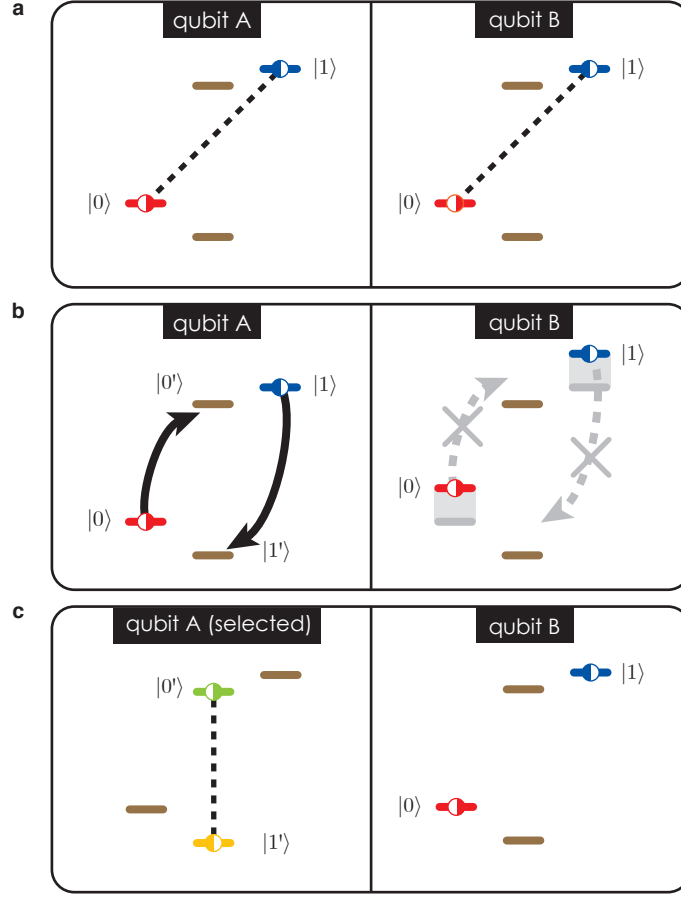 a
qubit A
qubit B
|1⟩
|1⟩
|0⟩
|0⟩
b
qubit A
qubit B
|0'⟩
|1⟩
|1⟩
|0⟩
|0⟩
|1'⟩
c
qubit A (selected)
qubit B
|0'⟩
|1⟩
|0⟩
|1'⟩